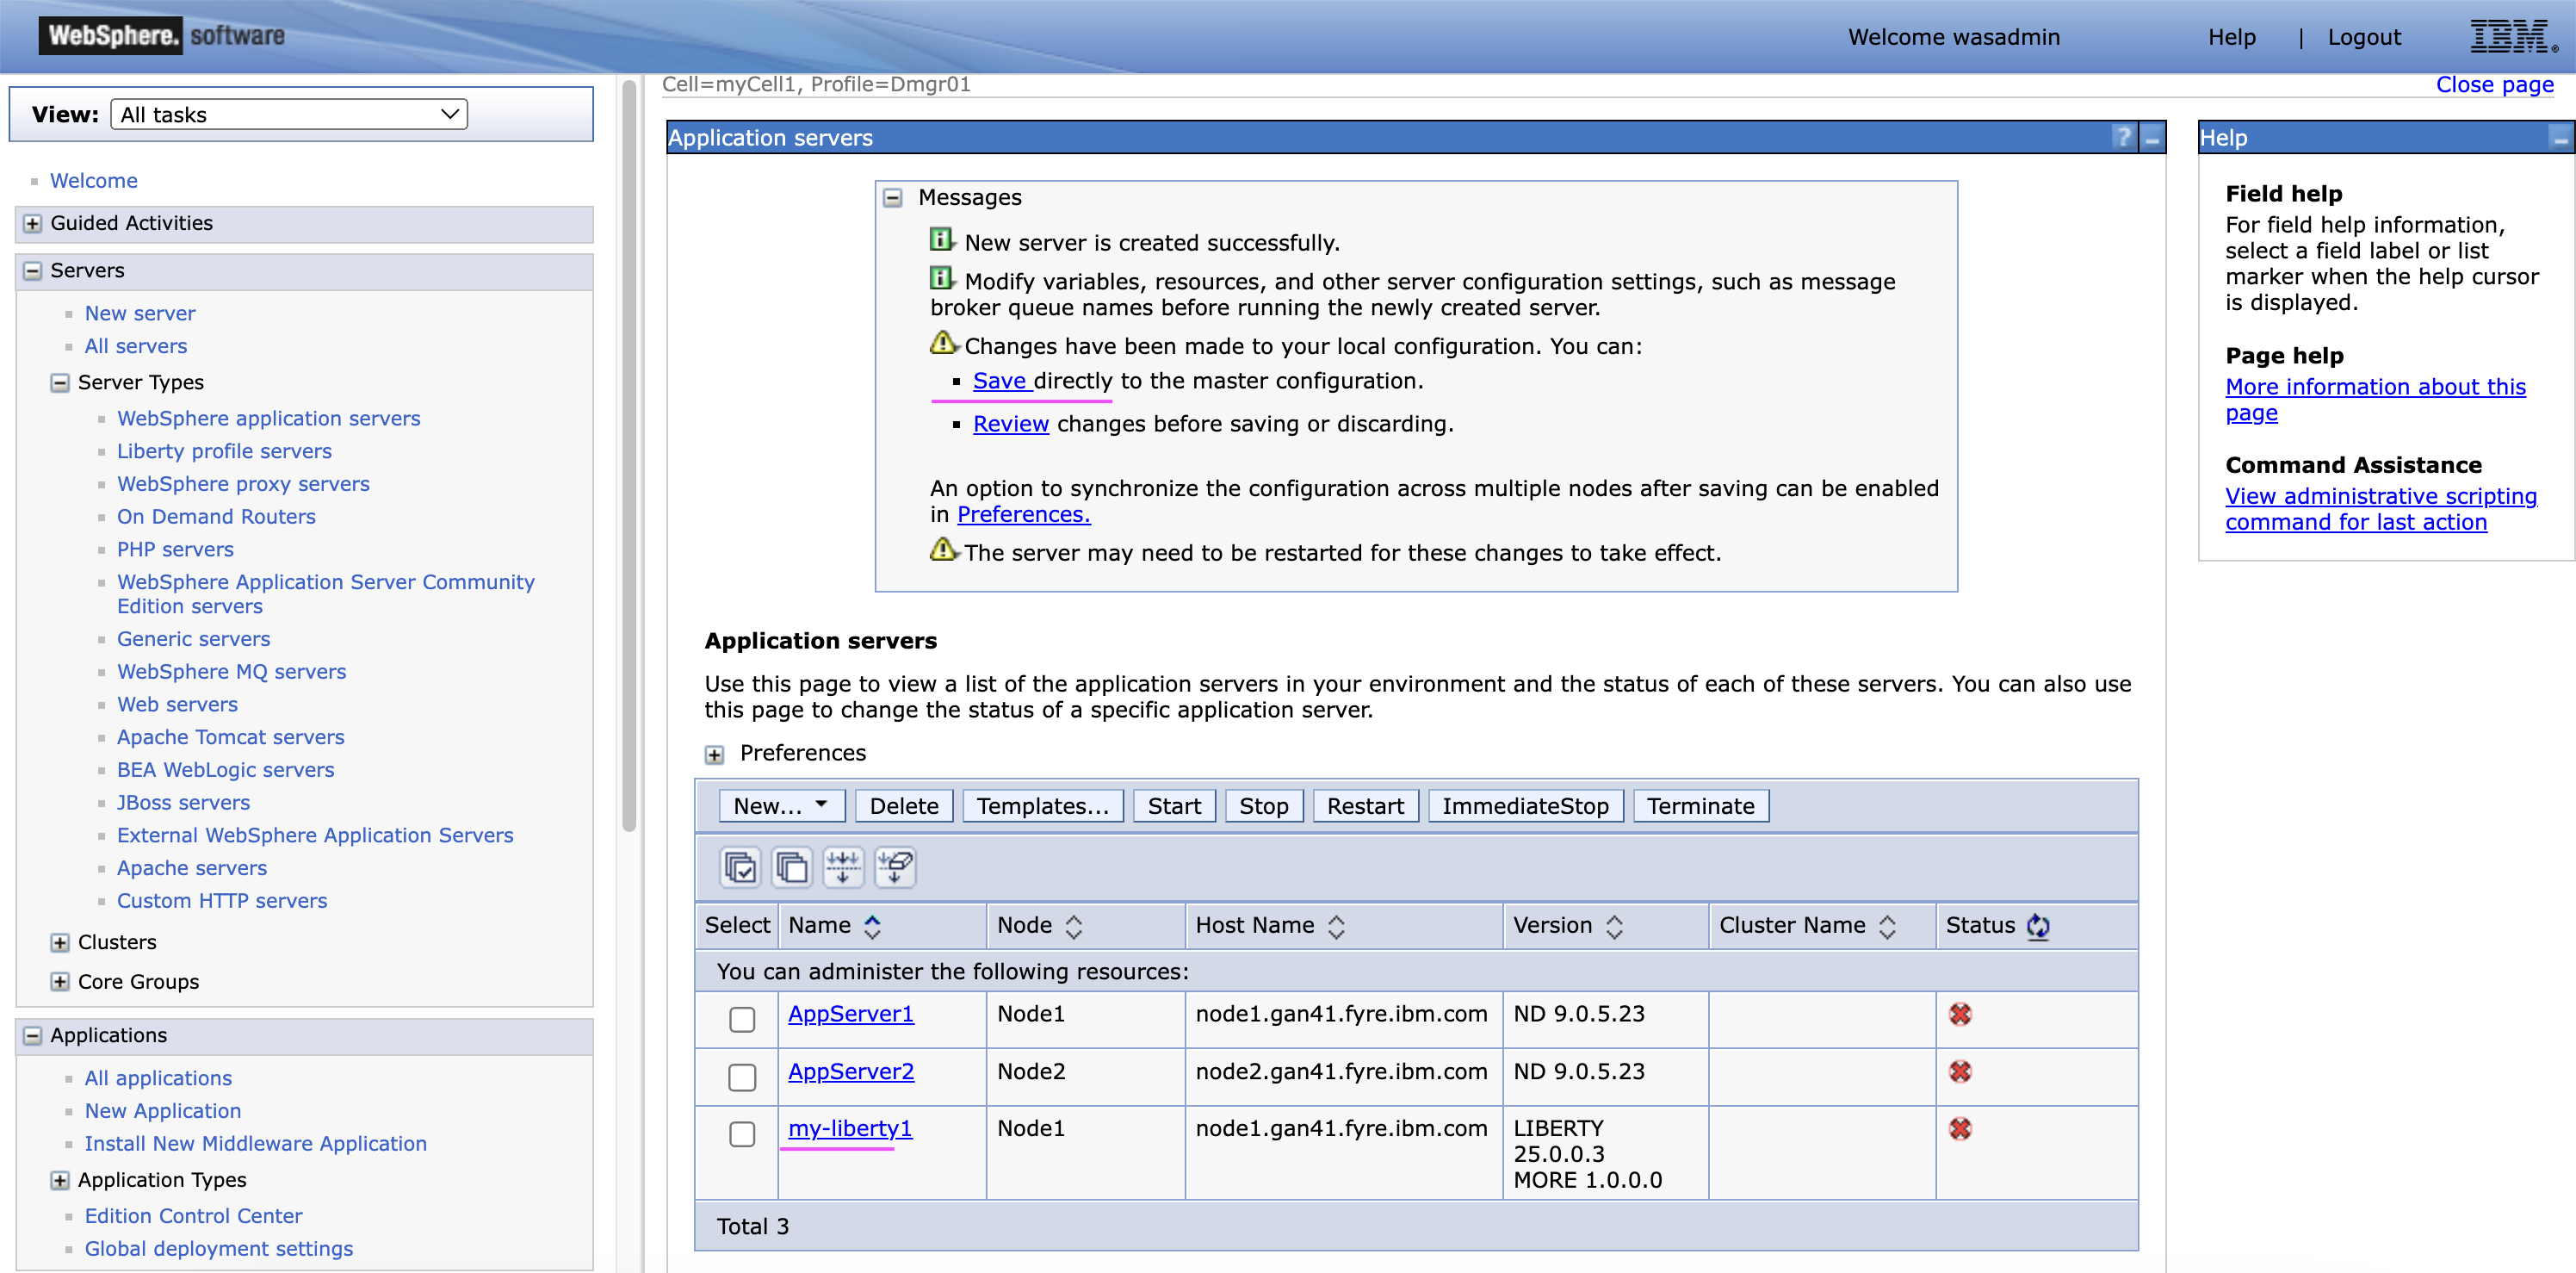 WebSphere. software
Welcome wasadmin
Help | Logout
IBM®
View: All tasks
Welcome
Guided Activities
Servers
New server
All servers
Server Types
WebSphere application servers
Liberty profile servers
WebSphere proxy servers
On Demand Routers
PHP servers
WebSphere Application Server Community
Edition servers
Generic servers
WebSphere MQ servers
Web servers
Apache Tomcat servers
BEA WebLogic servers
JBoss servers
External WebSphere Application Servers
Apache servers
Custom HTTP servers
Clusters
Core Groups
Applications
All applications
New Application
Install New Middleware Application
Application Types
Edition Control Center
Global deployment settings
Cell=myCell1, Profile=Dmgr01
Close page
Application servers
?
Messages
New server is created successfully.
Modify variables, resources, and other server configuration settings, such as message
broker queue names before running the newly created server.
Changes have been made to your local configuration. You can:
Save directly to the master configuration.
Review changes before saving or discarding.
An option to synchronize the configuration across multiple nodes after saving can be enabled
in Preferences.
The server may need to be restarted for these changes to take effect.
Application servers
Use this page to view a list of the application servers in your environment and the status of each of these servers. You can also use
this page to change the status of a specific application server.
Preferences
New... Delete Templates... Start Stop Restart ImmediateStop Terminate
Select Name Node Host Name Version Cluster Name Status
You can administer the following resources:
AppServer1 Node1 node1.gan41.fyre.ibm.com ND 9.0.5.23
AppServer2 Node2 node2.gan41.fyre.ibm.com ND 9.0.5.23
my-liberty1 Node1 node1.gan41.fyre.ibm.com LIBERTY
25.0.0.3
MORE 1.0.0.0
Total 3
Help
Field help
For field help information,
select a field label or list
marker when the help cursor
is displayed.
Page help
More information about this
page
Command Assistance
View administrative scripting
command for last action